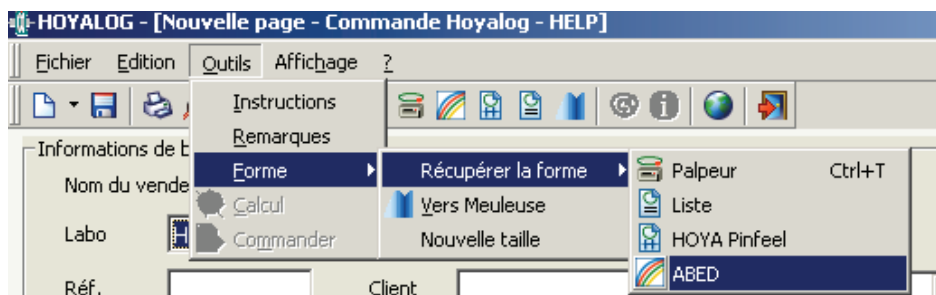 HOYALOG - [Nouvelle page - Commande Hoyalog - HELP]
Fichier Edition Outils Affichage ?
Instructions
Remarques
Informations de b
Forme Récupérer la forme Palpeur Ctrl+T
Nom du vende
Calcul Vers Meuleuse Liste
Labo H Commander Nouvelle taille HOYA Pinfeel
ABED
Réf. Client